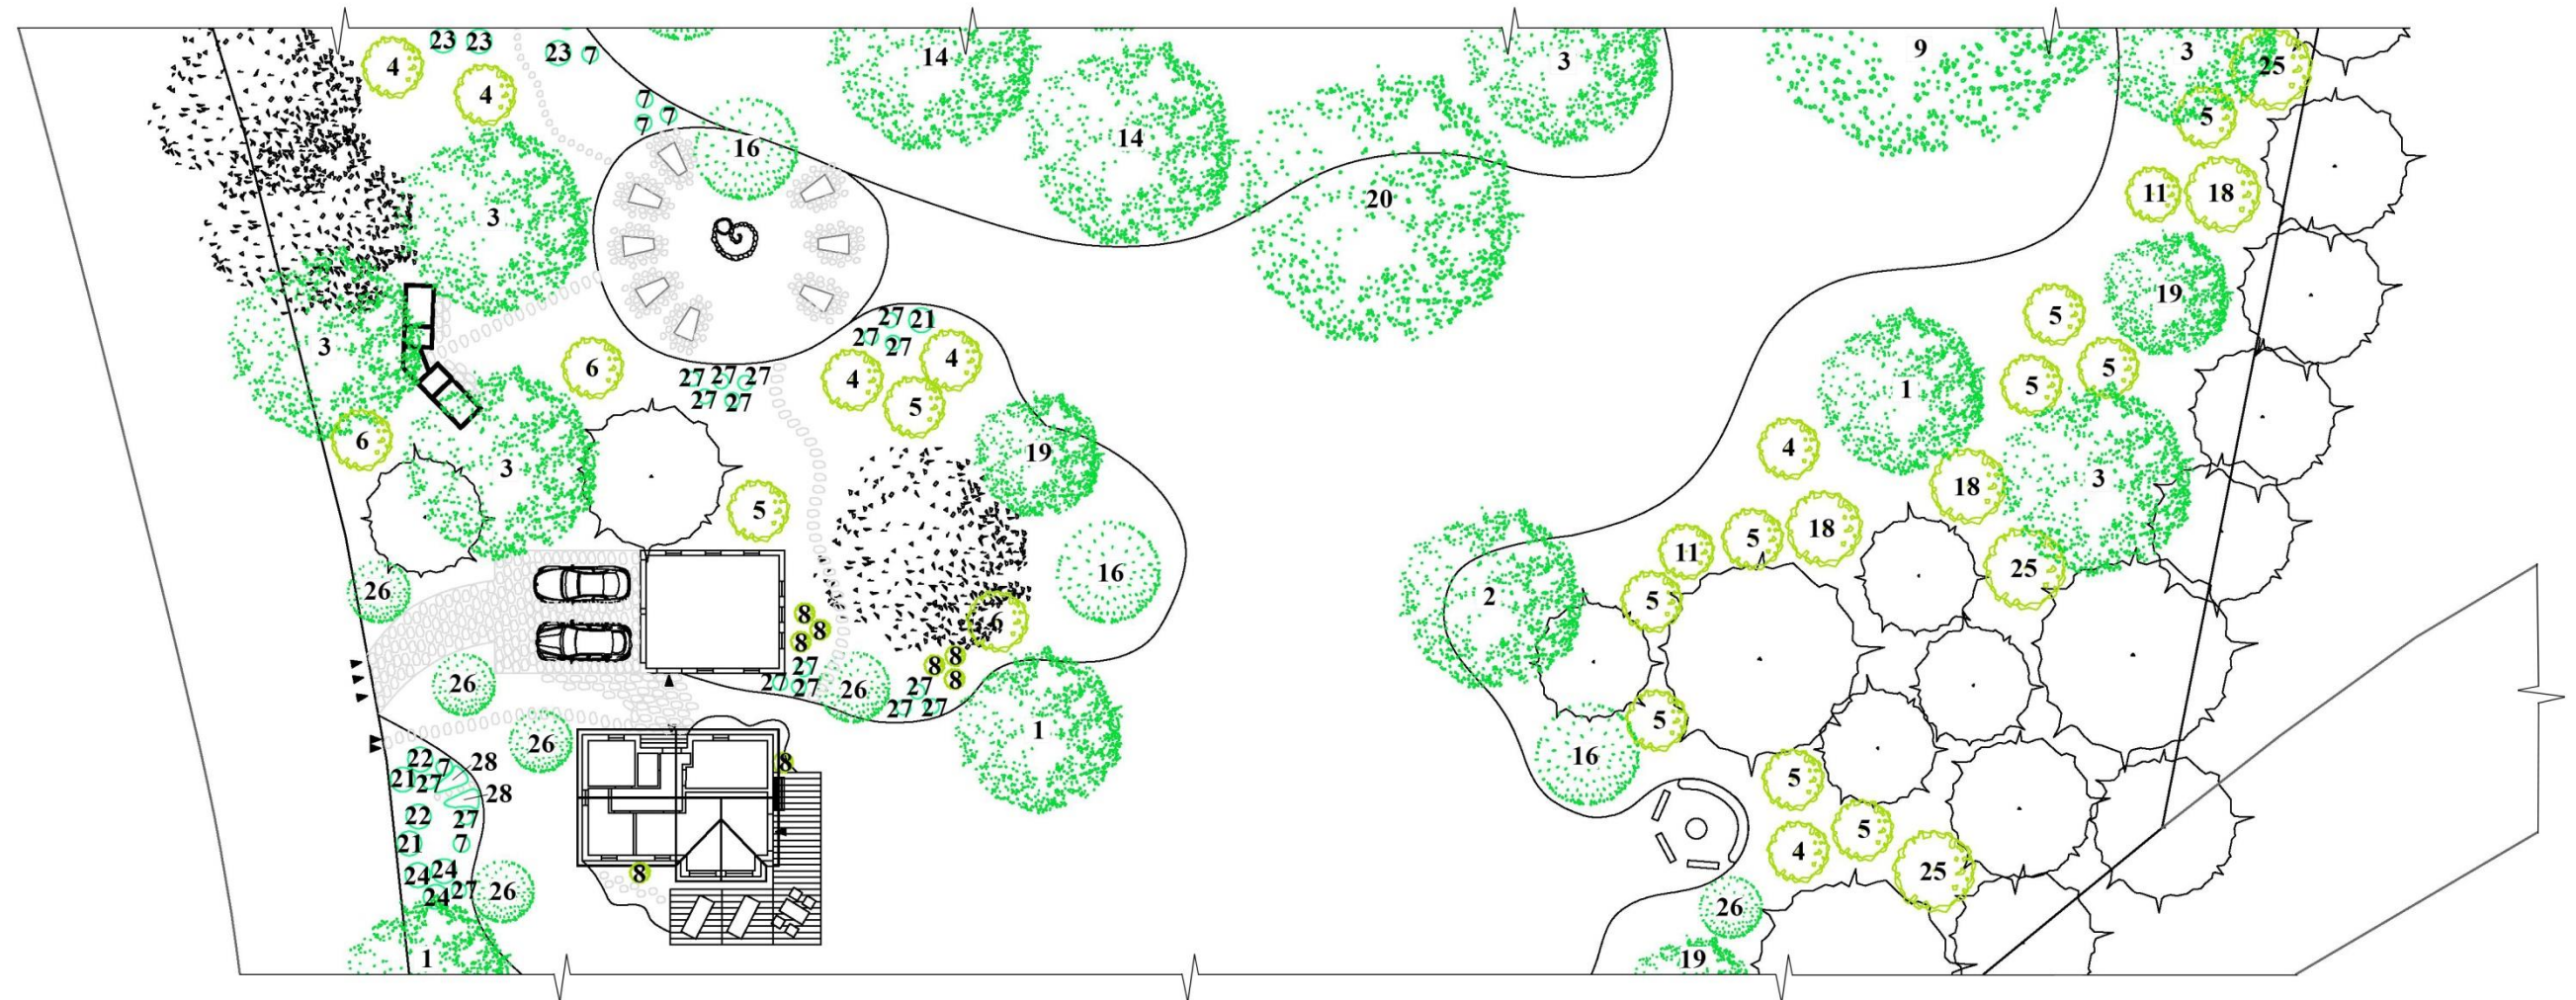 23 23 23 7 14 3 9 3
4 25
4
7 7 5
7
16 14
20 11 18
3
19
27 21 5
3 27 27
6 27 27 27 4 4 5
27 27 5 5 1
6 19 4
3 18 3
5
11 5 18
26 16 25
8 8 6 2 5
8
27 8 8
26 27 27 26 27 8
27 27
5
1
26 16
22 7 28 8
21 27 5
28
22 27
21 7 5
4
24 24 8 25
24 27 26
26
1 19